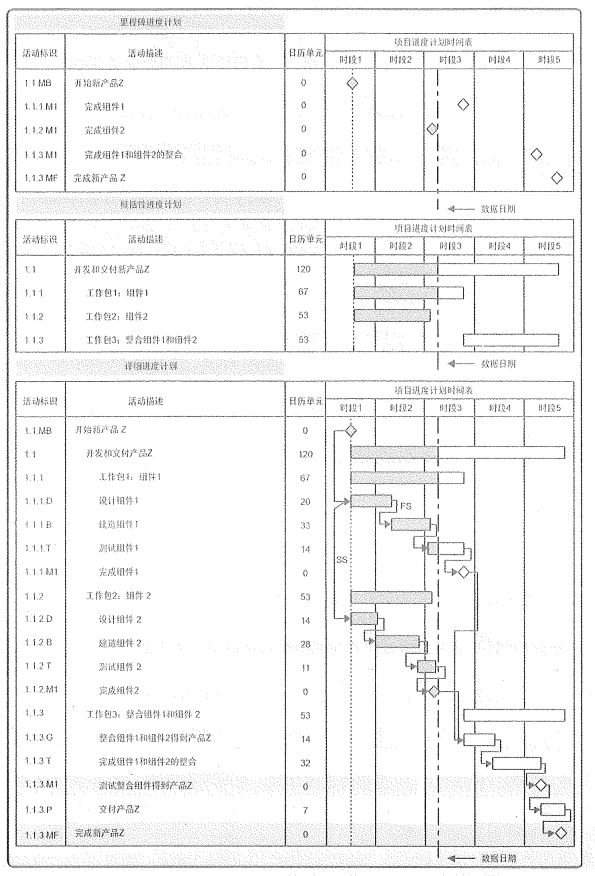 里程碑进度计划
活动标识 活动描述 日历单元 项目进度计划时间表
时段1 时段2 时段3 时段4 时段5
1.1.MB 开始新产品Z 0
1.1.1.M1 完成组件1 0
1.1.2.M1 完成组件2 0
1.1.3.M1 完成组件1和组件2的整合 0
1.1.3.MF 完成新产品 Z 0
数据日期
概括性进度计划
活动标识 活动描述 日历单元 项目进度计划时间表
时段1 时段2 时段3 时段4 时段5
1.1 开发和交付新产品Z 120
1.1.1 工作包1：组件1 67
1.1.2 工作包2：组件2 53
1.1.3 工作包3：整合组件1和组件2 53
数据日期
详细进度计划
活动标识 活动描述 日历单元 项目进度计划时间表
时段1 时段2 时段3 时段4 时段5
1.1.MB 开始新产品 Z 0
1.1 开发和交付产品Z 120
1.1.1 工作包1：组件1 67
1.1.1.D 设计组件1 20 FS
1.1.1.B 建造组件1 33
1.1.1.T 测试组件1 14
SS
1.1.1.M1 完成组件1 0
1.1.2 工作包2：组件 2 53
1.1.2.D 设计组件 2 14
1.1.2.B 建造组件 2 28
1.1.2.T 测试组件 2 11
1.1.2.M1 完成组件2 0
1.1.3 工作包3：整合组件1和组件 2 53
1.1.3.G 整合组件1和组件2得到产品Z 14
1.1.3.T 完成组件1和组件2的整合 32
1.1.3.M1 测试整合组件得到产品Z 0
1.1.3.P 交付产品Z 7
1.1.3.MF 完成新产品Z 0
数据日期